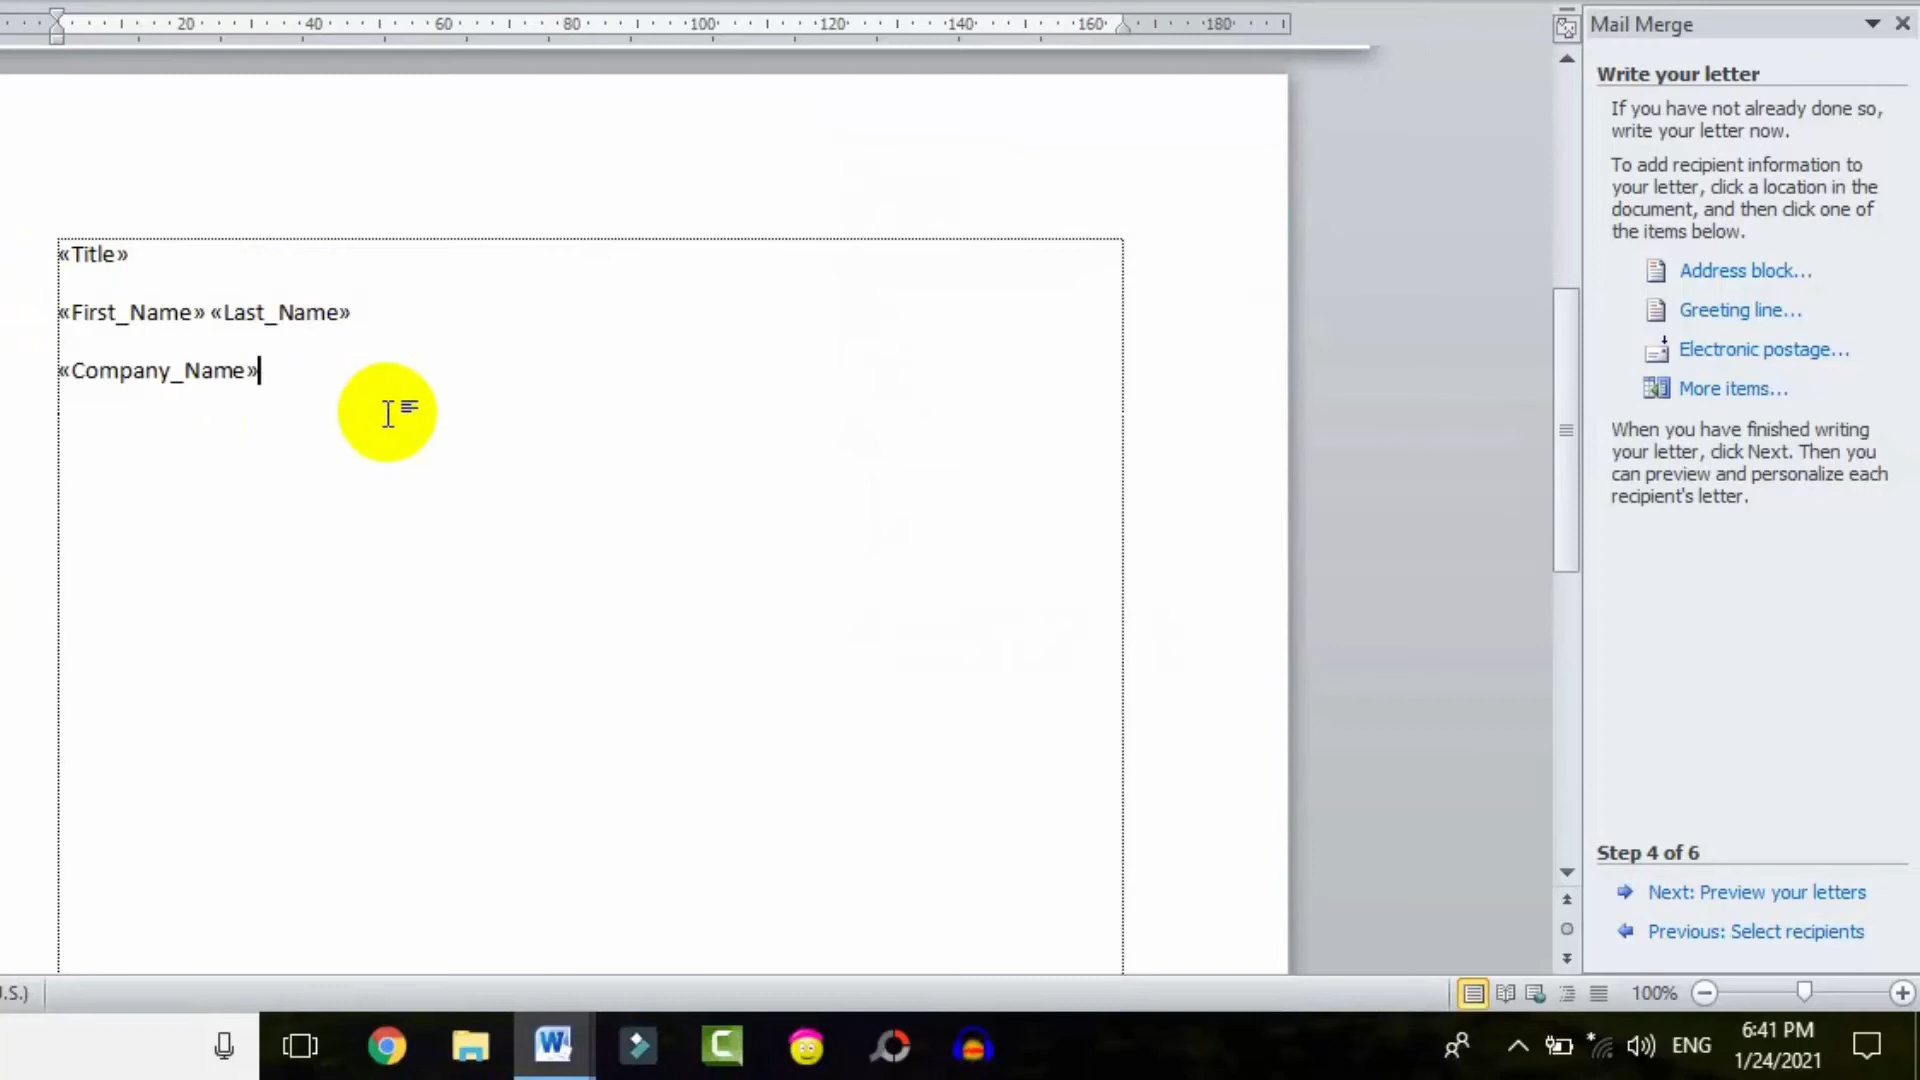 20 40 60 80 100 120 140 160 180
Mail Merge
Write your letter
If you have not already done so,
write your letter now.
To add recipient information to
your letter, click a location in the
document, and then click one of
the items below.
Address block...
Greeting line...
Electronic postage...
More items...
When you have finished writing
your letter, click Next. Then you
can preview and personalize each
recipient's letter.
Step 4 of 6
Next: Preview your letters
Previous: Select recipients
«Title»
«First_Name» «Last_Name»
«Company_Name»
.S.)
100%
W
C
ENG
6:41 PM
1/24/2021